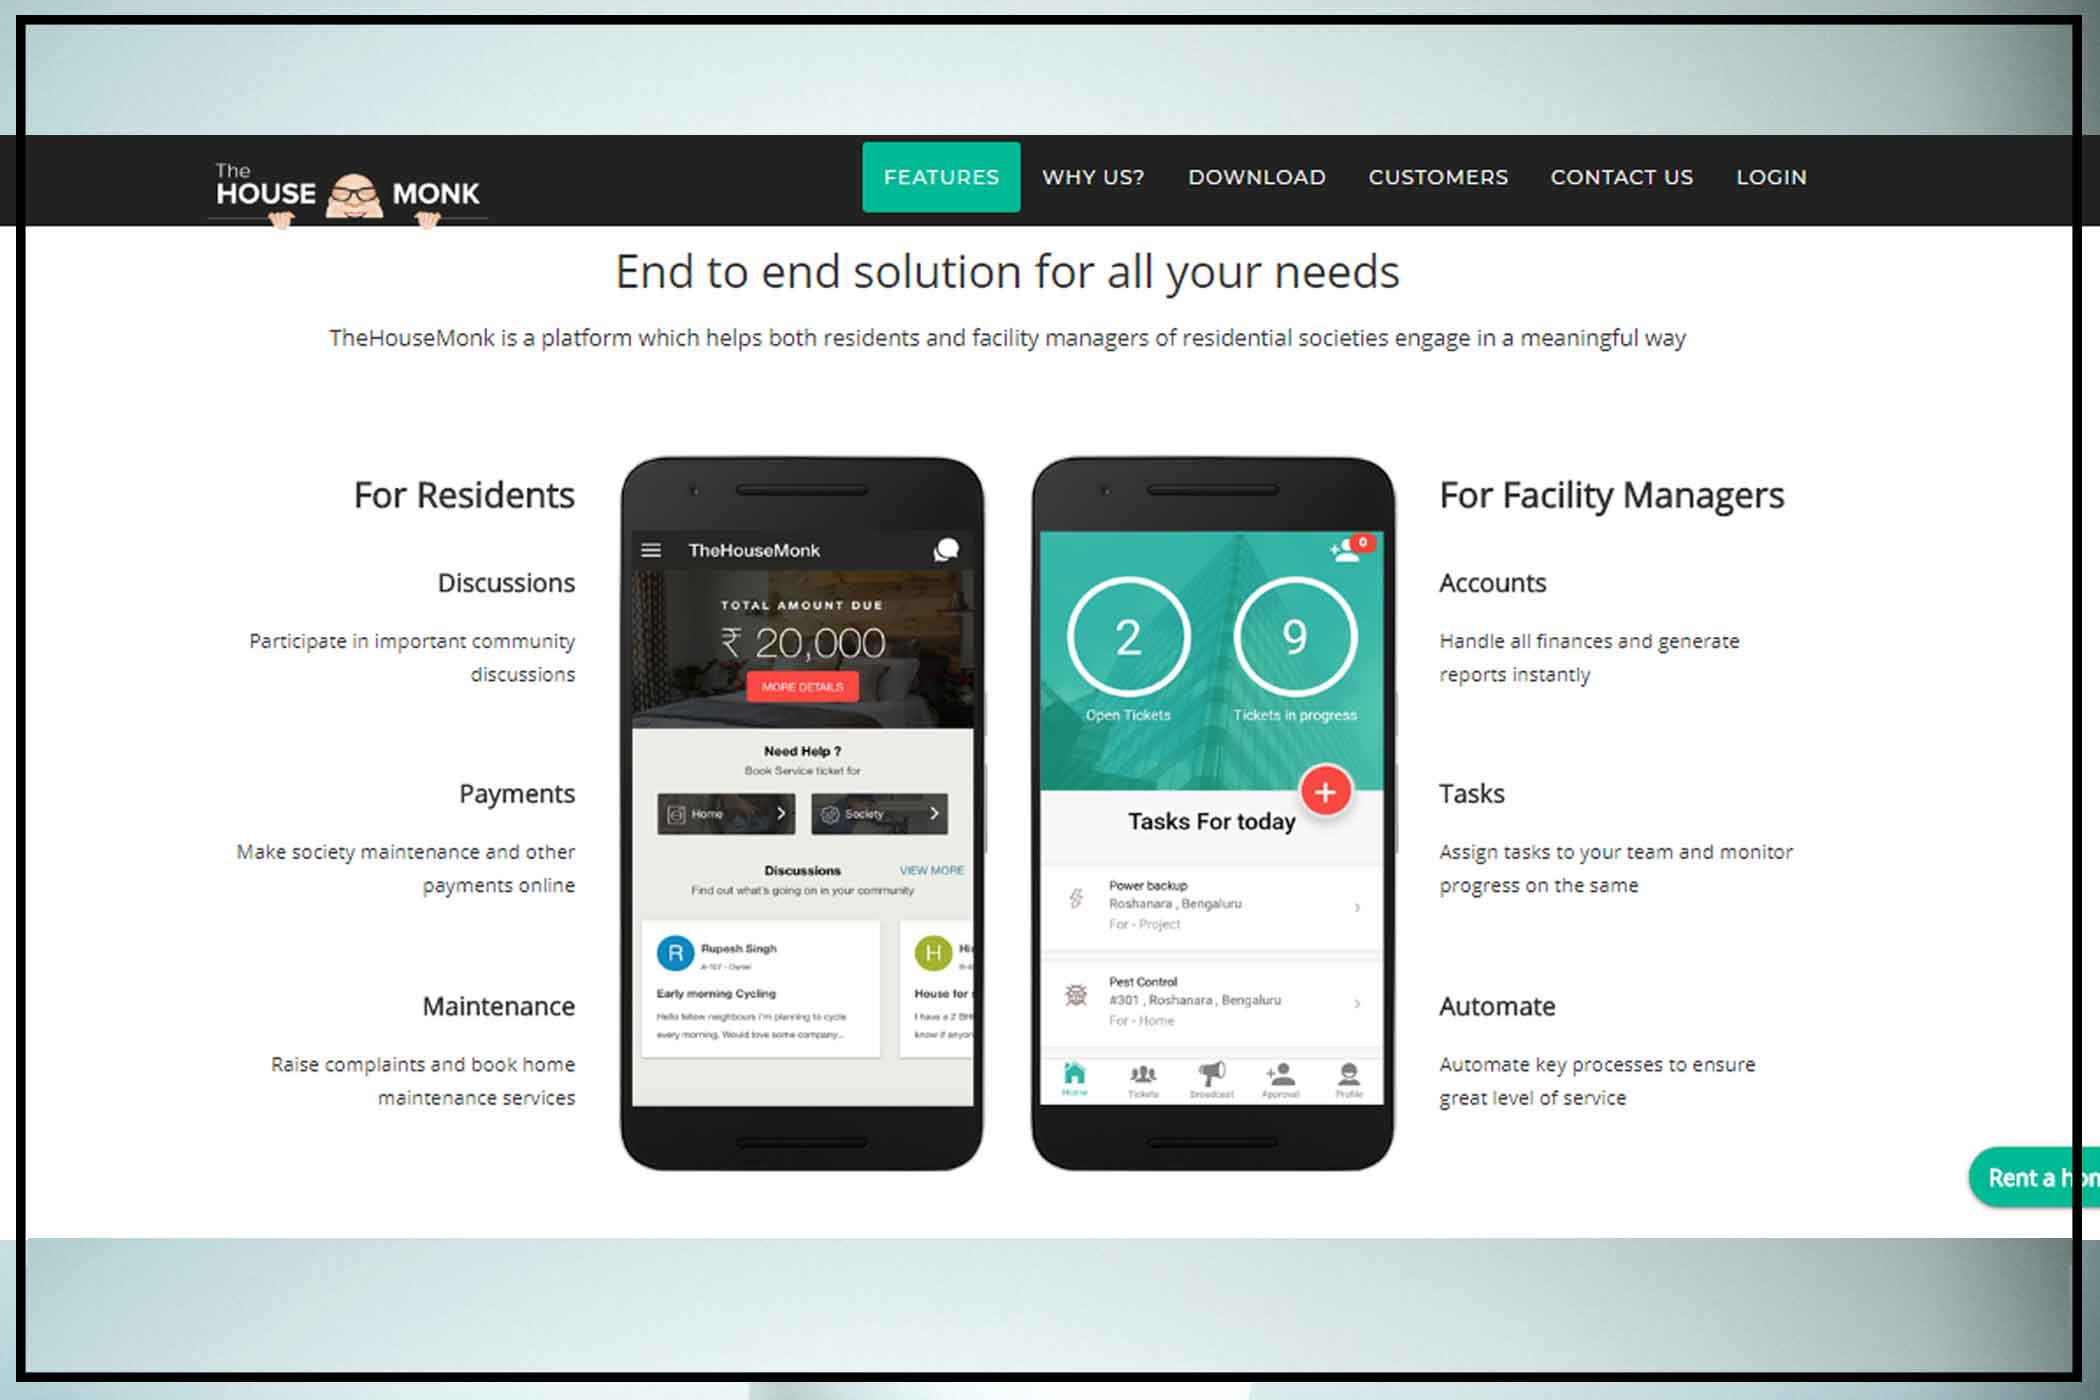 The
HOUSE MONK
FEATURES WHY US? DOWNLOAD CUSTOMERS CONTACT US LOGIN
End to end solution for all your needs
TheHouseMonk is a platform which helps both residents and facility managers of residential societies engage in a meaningful way
For Residents
Discussions
Participate in important community
discussions
Payments
Make society maintenance and other
payments online
Maintenance
Raise complaints and book home
maintenance services
TheHouseMonk
TOTAL AMOUNT DUE
₹ 20,000
MORE DETAILS
Need Help ?
Book Service ticket for
Home
Society
Discussions VIEW MORE
Find out what's going on in your community
R
Rupesh Singh
A-107 - Owner
Early morning Cycling
Hello fellow neighbours I'm planning to cycle
every morning. Would love some company...
H
House for
I have a 2
know if
0
2 9
Open Tickets Tickets in progress
+
Tasks For today
Power backup
Roshanara , Bengaluru
For - Project
Pest Control
#301 , Roshanara , Bengaluru
For - Home
Home Tickets Broadcast Approval Profile
For Facility Managers
Accounts
Handle all finances and generate
reports instantly
Tasks
Assign tasks to your team and monitor
progress on the same
Automate
Automate key processes to ensure
great level of service
Rent a